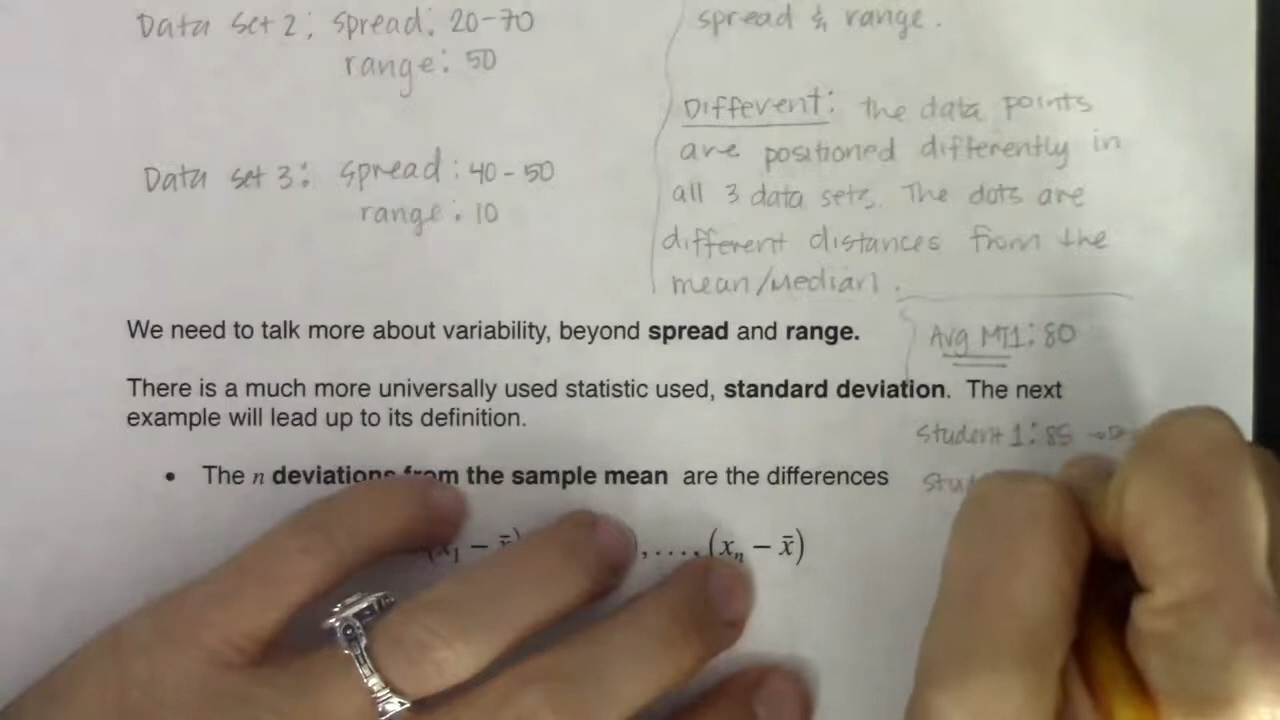 Data set 2: spread: 20-70
range: 50
Data set 3: spread: 40-50
range: 10
spread & range.
Different: the data points
are positioned differently in
all 3 data sets. The dots are
different distances from the
mean/median.
We need to talk more about variability, beyond spread and range.
Avg MT1: 80
There is a much more universally used statistic used, standard deviation. The next
example will lead up to its definition.
Student 1: 85 →
• The n deviations from the sample mean are the differences
(x₁ − x̄) , . . . , (xₙ − x̄)